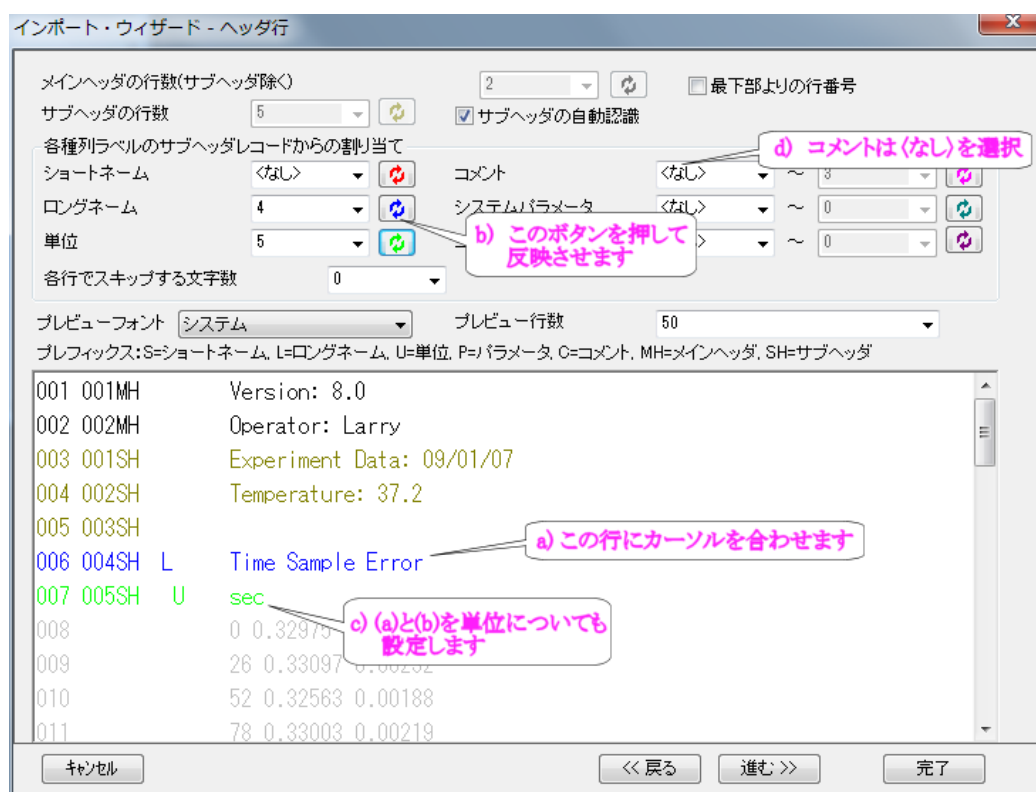 インポート・ウィザード - ヘッダ行
メインヘッダの行数(サブヘッダ除く) 2 最下部よりの行番号
サブヘッダの行数 5 サブヘッダの自動認識
各種列ラベルのサブヘッダレコードからの割り当て
d) コメントは〈なし〉を選択
ショートネーム 〈なし〉 コメント 〈なし〉 ～ 3
ロングネーム 4 システムパラメータ 〈なし〉 ～ 0
単位 5 ～ 0
b) このボタンを押して
反映させます
各行でスキップする文字数 0
プレビューフォント システム プレビュー行数 50
プレフィックス:S=ショートネーム, L=ロングネーム, U=単位, P=パラメータ, C=コメント, MH=メインヘッダ, SH=サブヘッダ
001 001MH Version: 8.0
002 002MH Operator: Larry
003 001SH Experiment Data: 09/01/07
004 002SH Temperature: 37.2
005 003SH
a)この行にカーソルを合わせます
006 004SH L Time Sample Error
007 005SH U sec
c) (a)と(b)を単位についても
設定します
008 0 0.32975
009 26 0.33097
010 52 0.32563 0.00188
011 78 0.33003 0.00219
キャンセル << 戻る 進む >> 完了